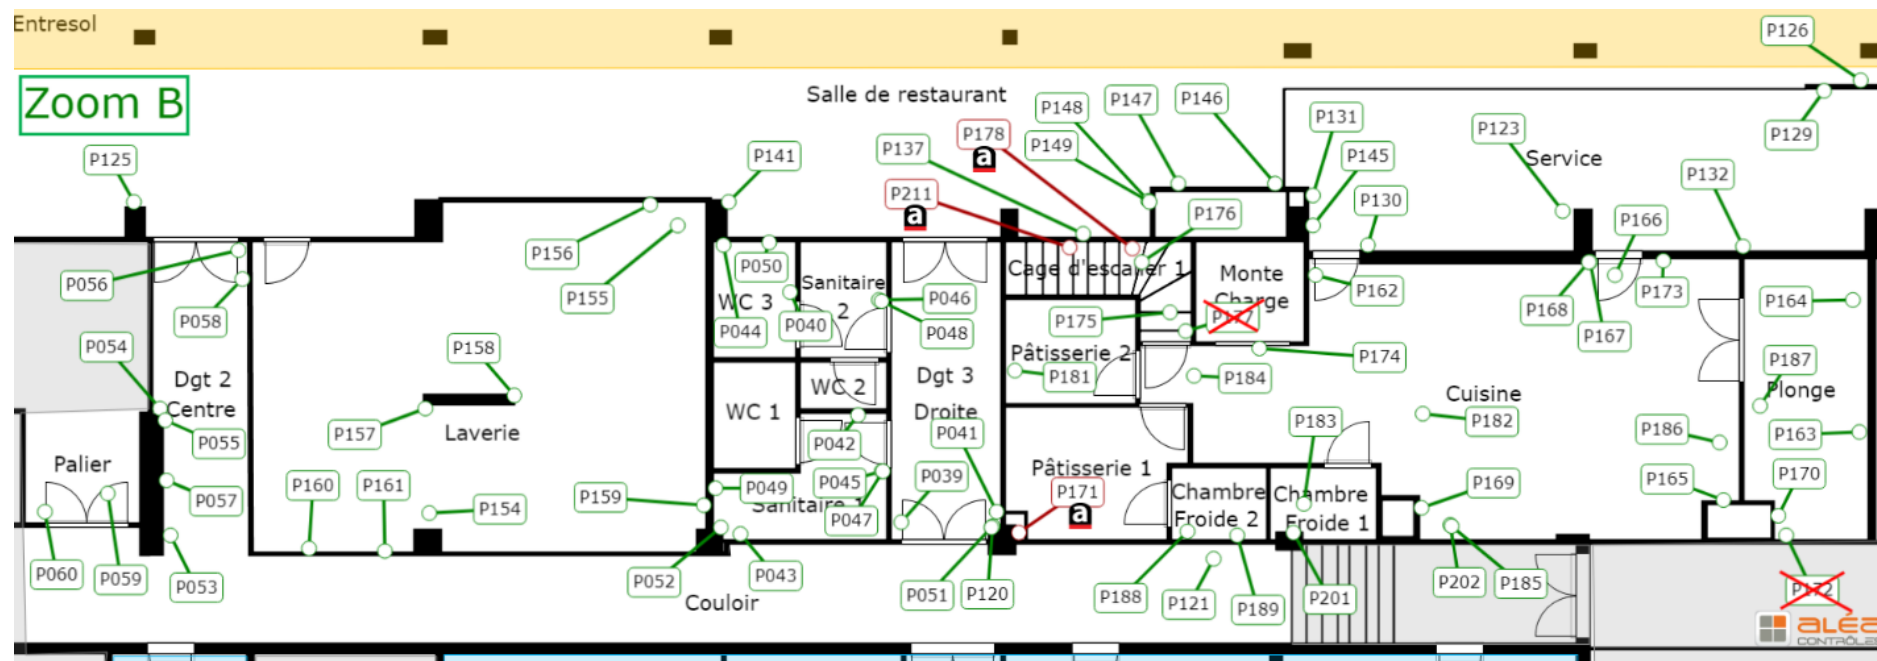 Entresol
P126
Zoom B
Salle de restaurant
P148
P147
P146
P131
P123
P129
P125
P141
P137
P149
P178
a
P145
Service
P132
P211
a
P176
P130
P166
P156
P050
P056
Cage d'escalier 1
Monte
Charge
Sanitaire
2
WC 3
P155
P046
P162
P168
P173
P164
P058
P044
P040
P048
P175
P177
P167
P054
P158
Pâtisserie 2
P174
Dgt 2
Centre
WC 2
Dgt 3
Droite
P181
P184
P187
Plonge
Cuisine
WC 1
P157
Laverie
P055
P042
P041
P183
P182
P186
P163
Palier
Pâtisserie 1
P160
P161
P057
P159
P049
P045
P039
P171
a
Chambre
Froide 2
Chambre
Froide 1
P169
P165
P170
P154
Sanitaire 1
P047
P060
P059
P053
P052
P043
P051
P120
P188
P121
P189
P201
P202
P185
P172
Couloir
aléa
CONTRÔLE